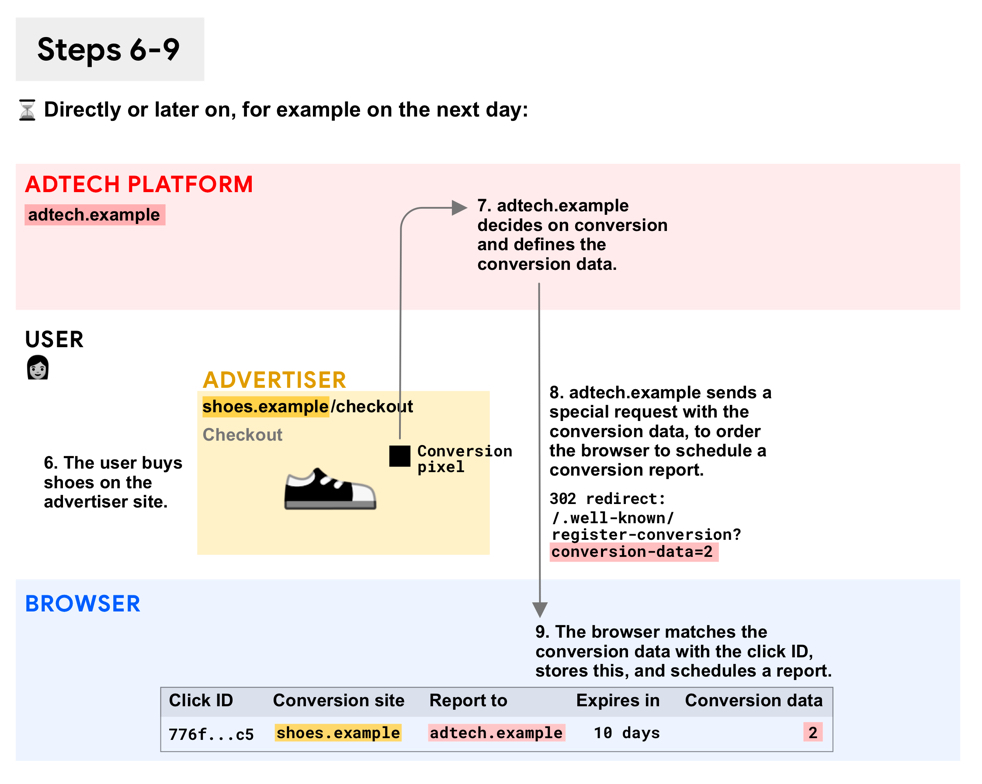 Steps 6-9
Directly or later on, for example on the next day:
ADTECH PLATFORM
adtech.example
7. adtech.example
decides on conversion
and defines the
conversion data.
USER
ADVERTISER
shoes.example/checkout
Checkout
Conversion
pixel
6. The user buys
shoes on the
advertiser site.
8. adtech.example sends a
special request with the
conversion data, to order
the browser to schedule a
conversion report.
302 redirect:
/.well-known/
register-conversion?
conversion-data=2
BROWSER
9. The browser matches the
conversion data with the click ID,
stores this, and schedules a report.
Click ID Conversion site Report to Expires in Conversion data
776f...c5 shoes.example adtech.example 10 days 2